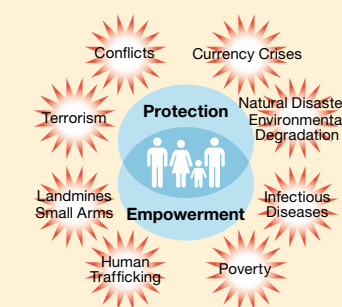 Conflicts
Currency Crises
Protection
Terrorism
Natural Disaste
Environmenta
Degradation
Landmines
Small Arms
Empowerment
Infectious
Diseases
Human
Trafficking
Poverty